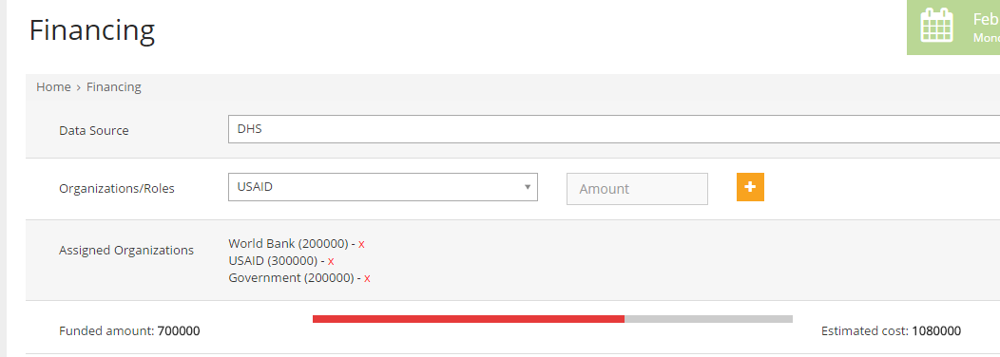 Financing
Feb
Home › Financing
Data Source
DHS
Organizations/Roles
USAID
Amount
Assigned Organizations
World Bank (200000) - x
USAID (300000) - x
Government (200000) - x
Funded amount: 700000
Estimated cost: 1080000